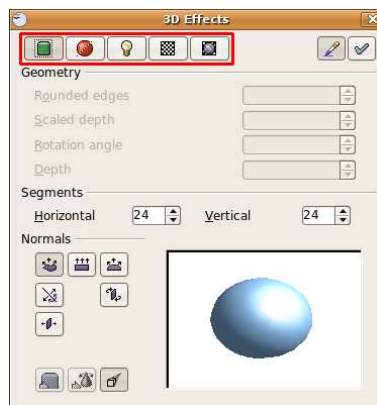 3D Effects
Geometry
Rounded edges
Scaled depth
Rotation angle
Depth
Segments
Horizontal 24 Vertical 24
Normals